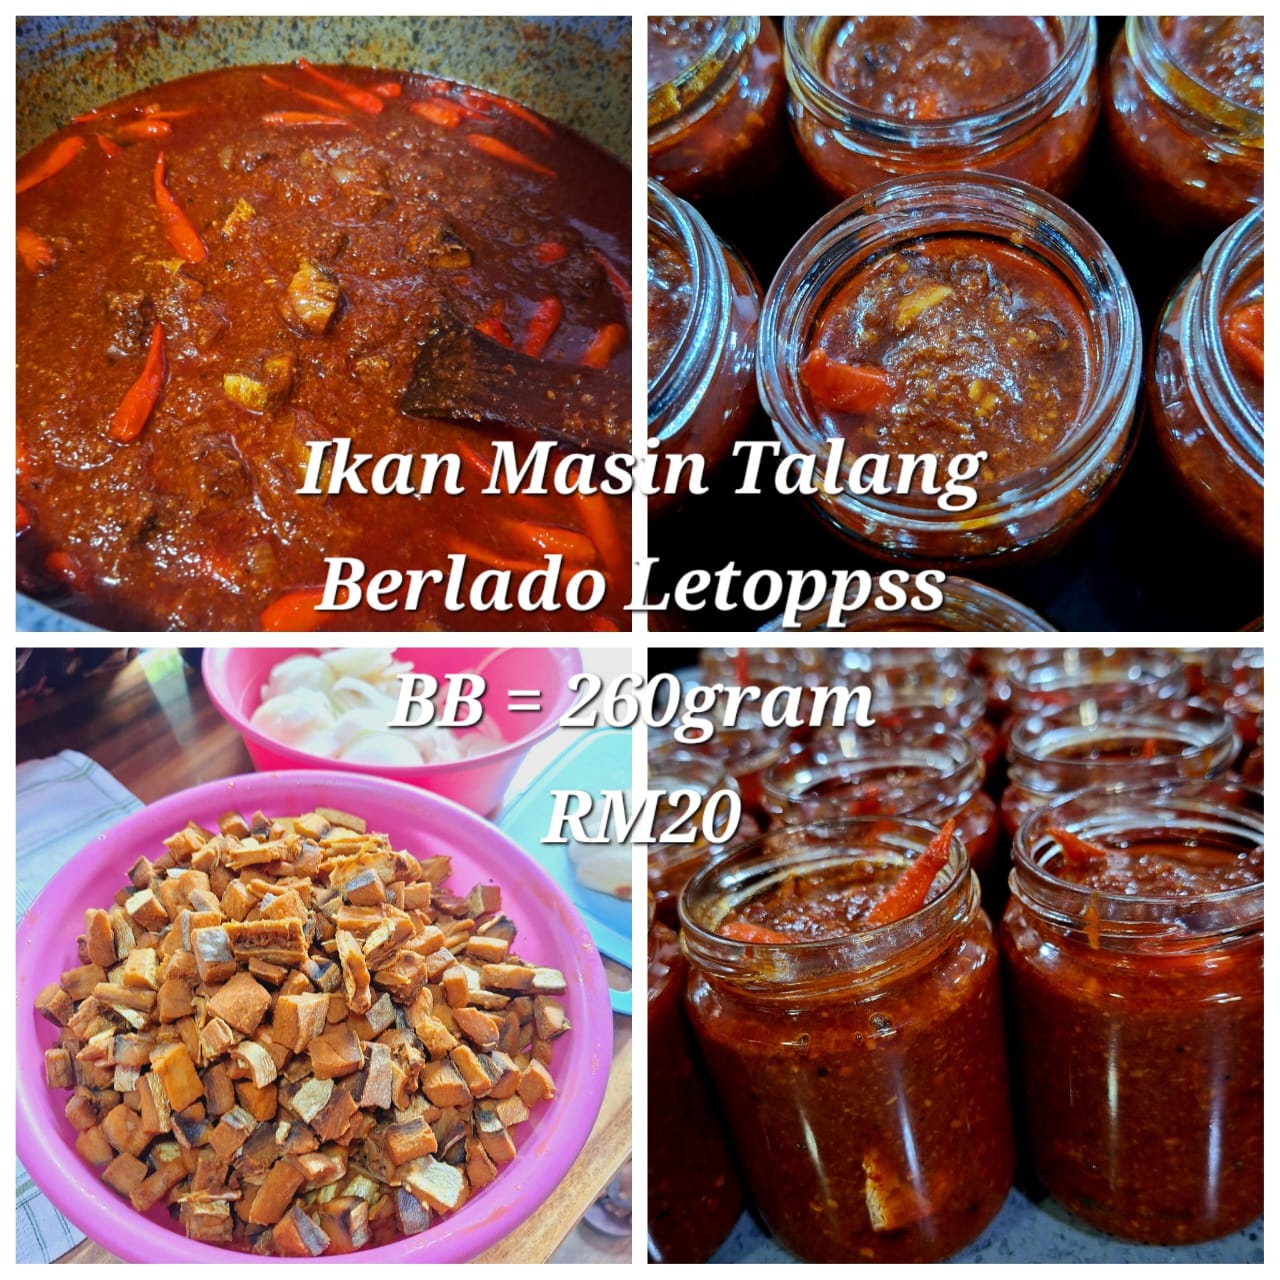 Ikan Masin Talang
Berlado Letoppss
BB = 260gram
RM20